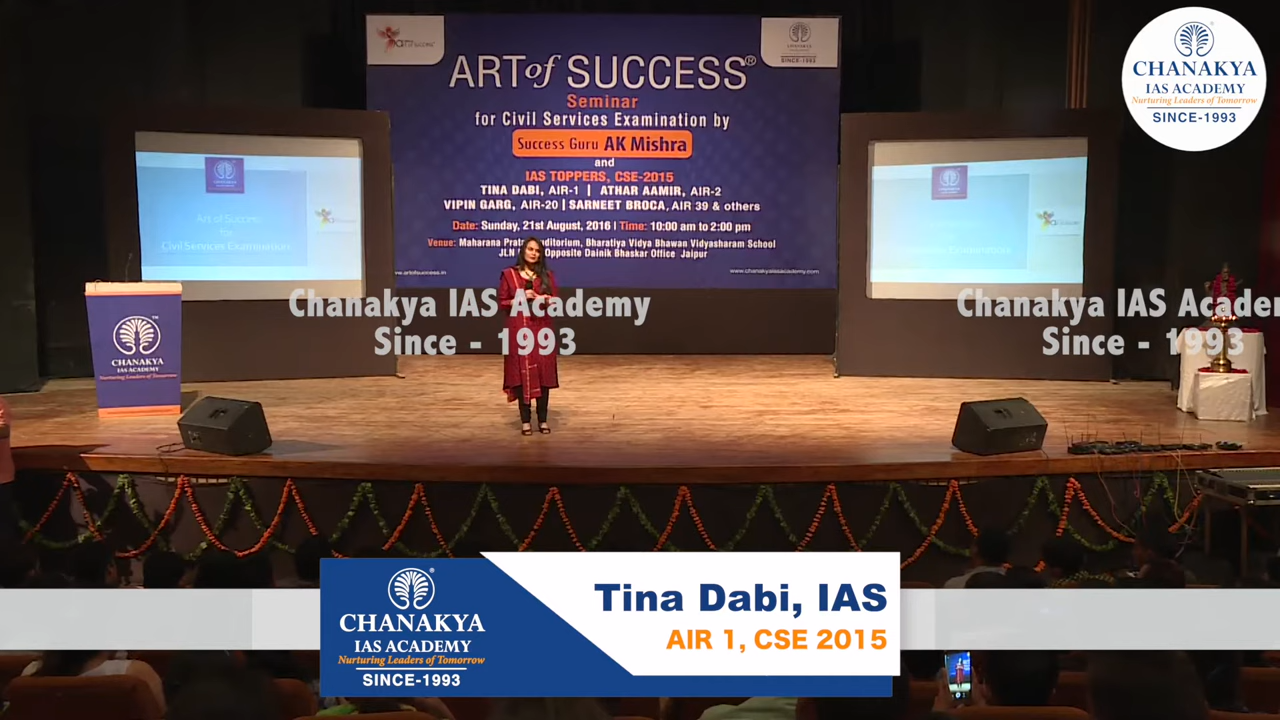 ART of SUCCESS®
Seminar
for Civil Services Examination by
Success Guru AK Mishra
and
IAS TOPPERS, CSE-2015
TINA DABI, AIR-1 | ATHAR AAMIR, AIR-2
VIPIN GARG, AIR-20 | SARNEET BROCA, AIR 39 & others
Date: Sunday, 21st August, 2016 | Time: 10:00 am to 2:00 pm
Venue: Maharana Prat ditorium, Bharatiya Vidya Bhawan Vidyasharam School
JLN Opposite Dainik Bhaskar Office Jaipur
www.artofsuccess.in
www.chanakyaiasacademy.com
SINCE-1993
CHANAKYA
IAS ACADEMY
Nurturing Leaders of Tomorrow
SINCE-1993
Art of Success
for
Civil Services Examination
Chanakya IAS Academy
Since - 1993
Chanakya IAS Academ
Since - 1993
CHANAKYA
IAS ACADEMY
Nurturing Leaders of Tomorrow
CHANAKYA
IAS ACADEMY
Nurturing Leaders of Tomorrow
SINCE-1993
Tina Dabi, IAS
AIR 1, CSE 2015